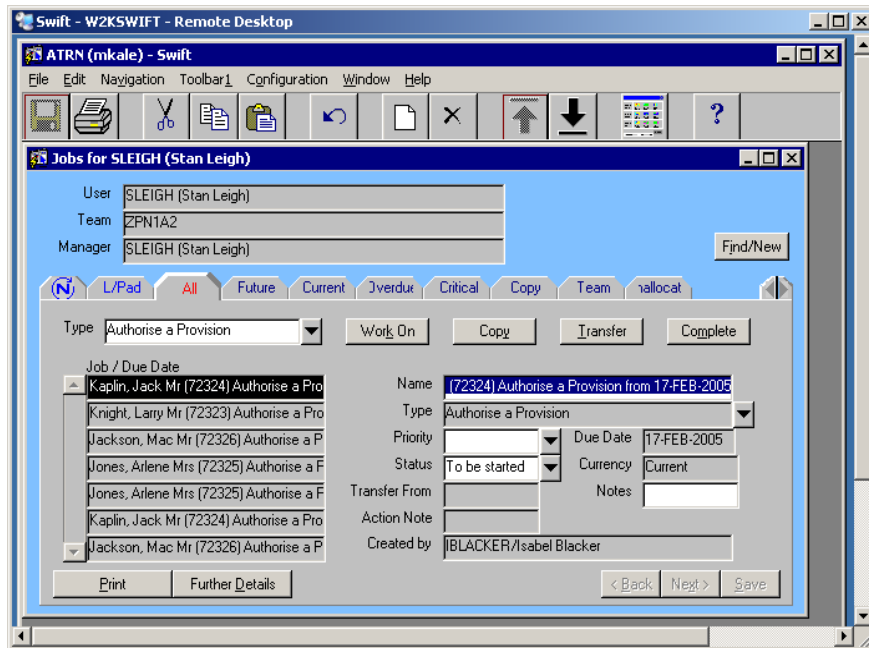 Swift - W2KSWIFT - Remote Desktop
ATRN (mkale) - Swift
File Edit Navigation Toolbar1 Configuration Window Help
?
Jobs for SLEIGH (Stan Leigh)
User SLEIGH (Stan Leigh)
Team ZPN1A2
Manager SLEIGH (Stan Leigh)
Find/New
N L/Pad All Future Current Overdue Critical Copy Team nallocat
Type Authorise a Provision Work On Copy Transfer Complete
Job / Due Date
Kaplin, Jack Mr (72324) Authorise a Pro
Knight, Larry Mr (72323) Authorise a Pro
Jackson, Mac Mr (72326) Authorise a P
Jones, Arlene Mrs (72325) Authorise a F
Jones, Arlene Mrs (72325) Authorise a F
Kaplin, Jack Mr (72324) Authorise a Pro
Jackson, Mac Mr (72326) Authorise a P
Name (72324) Authorise a Provision from 17-FEB-2005
Type Authorise a Provision
Priority Due Date 17-FEB-2005
Status To be started Currency Current
Transfer From Notes
Action Note
Created by IBLACKER/Isabel Blacker
Print Further Details < Back Next > Save